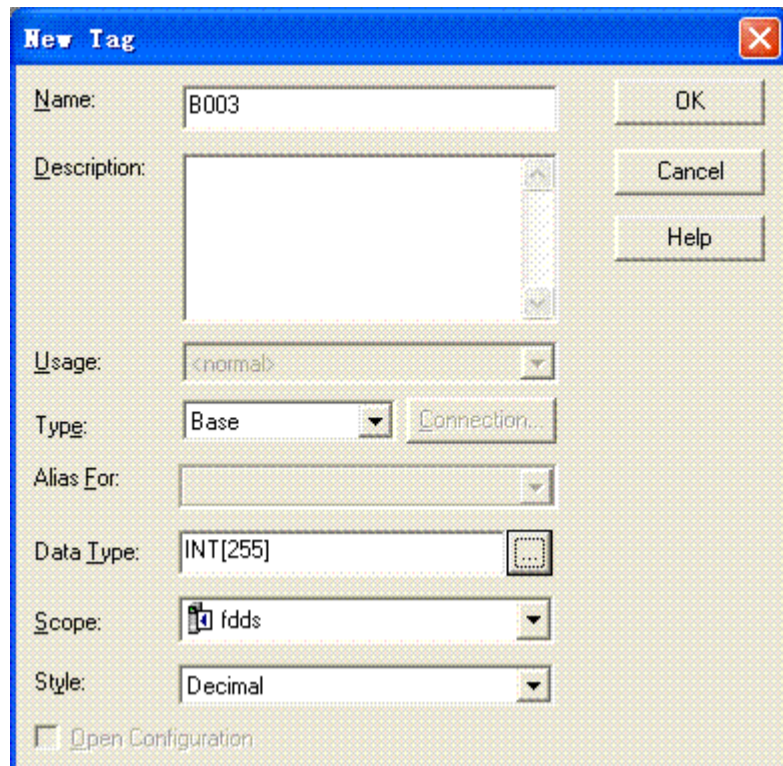 New Tag
Name:
B003
OK
Description:
Cancel
Help
Usage:
<normal>
Type:
Base
Connection...
Alias For:
Data Type:
INT[255]
...
Scope:
fdds
Style:
Decimal
Open Configuration